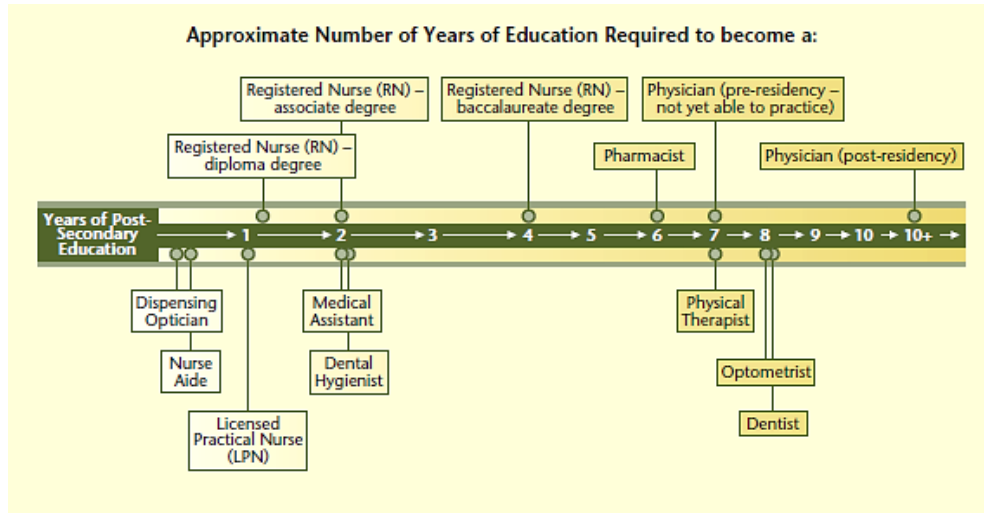 Approximate Number of Years of Education Required to become a:
Registered Nurse (RN) –
associate degree
Registered Nurse (RN) –
baccalaureate degree
Physician (pre-residency –
not yet able to practice)
Registered Nurse (RN) –
diploma degree
Pharmacist
Physician (post-residency)
Years of Post-
Secondary
Education
1 2 3 4 5 6 7 8 9 10 10+
Dispensing
Optician
Medical
Assistant
Physical
Therapist
Nurse
Aide
Dental
Hygienist
Optometrist
Licensed
Practical Nurse
(LPN)
Dentist